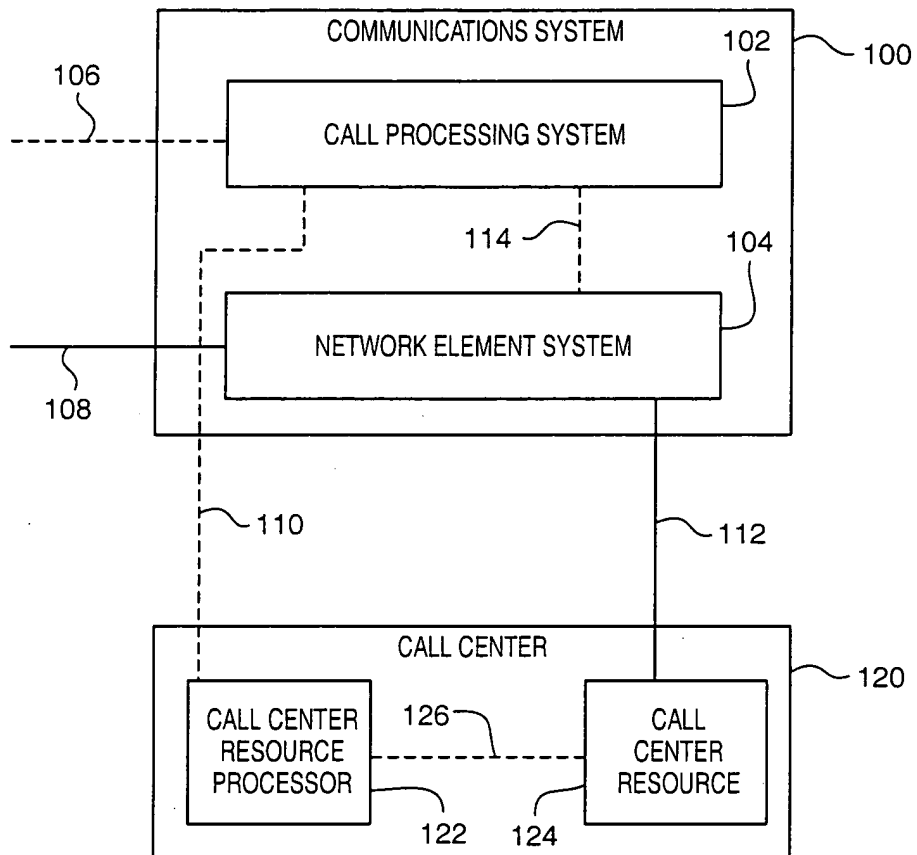 COMMUNICATIONS SYSTEM
100
102
106
CALL PROCESSING SYSTEM
114
104
NETWORK ELEMENT SYSTEM
108
110
112
CALL CENTER
120
CALL CENTER
RESOURCE
PROCESSOR
126
CALL
CENTER
RESOURCE
122
124